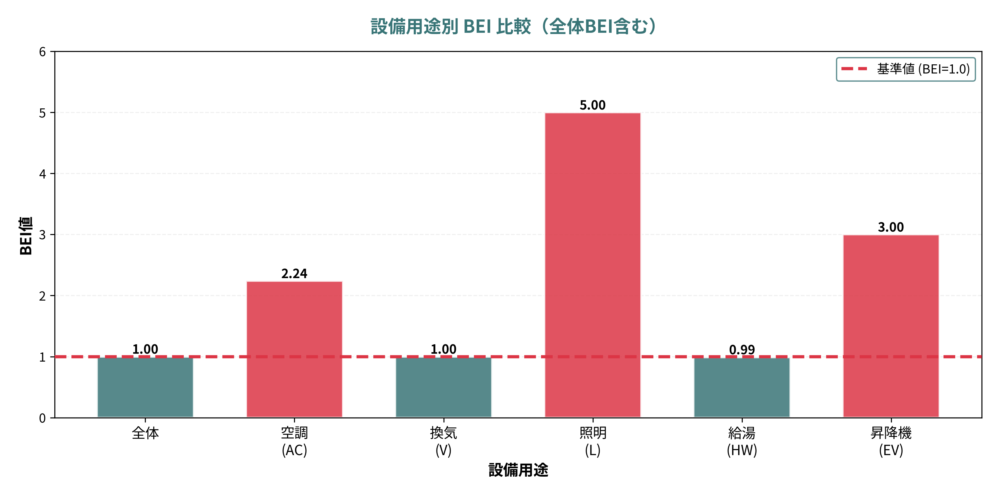 設備用途別 BEI 比較（全体BEI含む）
基準値 (BEI=1.0)
BEI値
6
5
4
3
2
1
0
1.00
2.24
1.00
5.00
0.99
3.00
全体
空調
(AC)
換気
(V)
照明
(L)
給湯
(HW)
昇降機
(EV)
設備用途